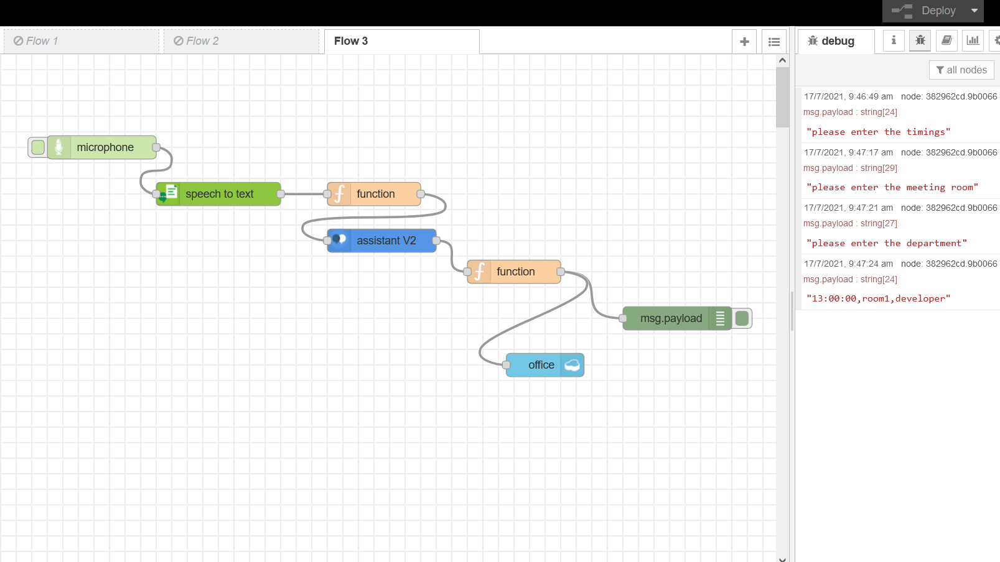 Deploy
Flow 1
Flow 2
Flow 3
debug
all nodes
microphone
speech to text
function
assistant V2
function
msg.payload
office
17/7/2021, 9:46:49 am node: 382962cd.9b0066
msg.payload : string[24]
"please enter the timings"
17/7/2021, 9:47:17 am node: 382962cd.9b0066
msg.payload : string[29]
"please enter the meeting room"
17/7/2021, 9:47:21 am node: 382962cd.9b0066
msg.payload : string[27]
"please enter the department"
17/7/2021, 9:47:24 am node: 382962cd.9b0066
msg.payload : string[24]
"13:00:00,room1,developer"